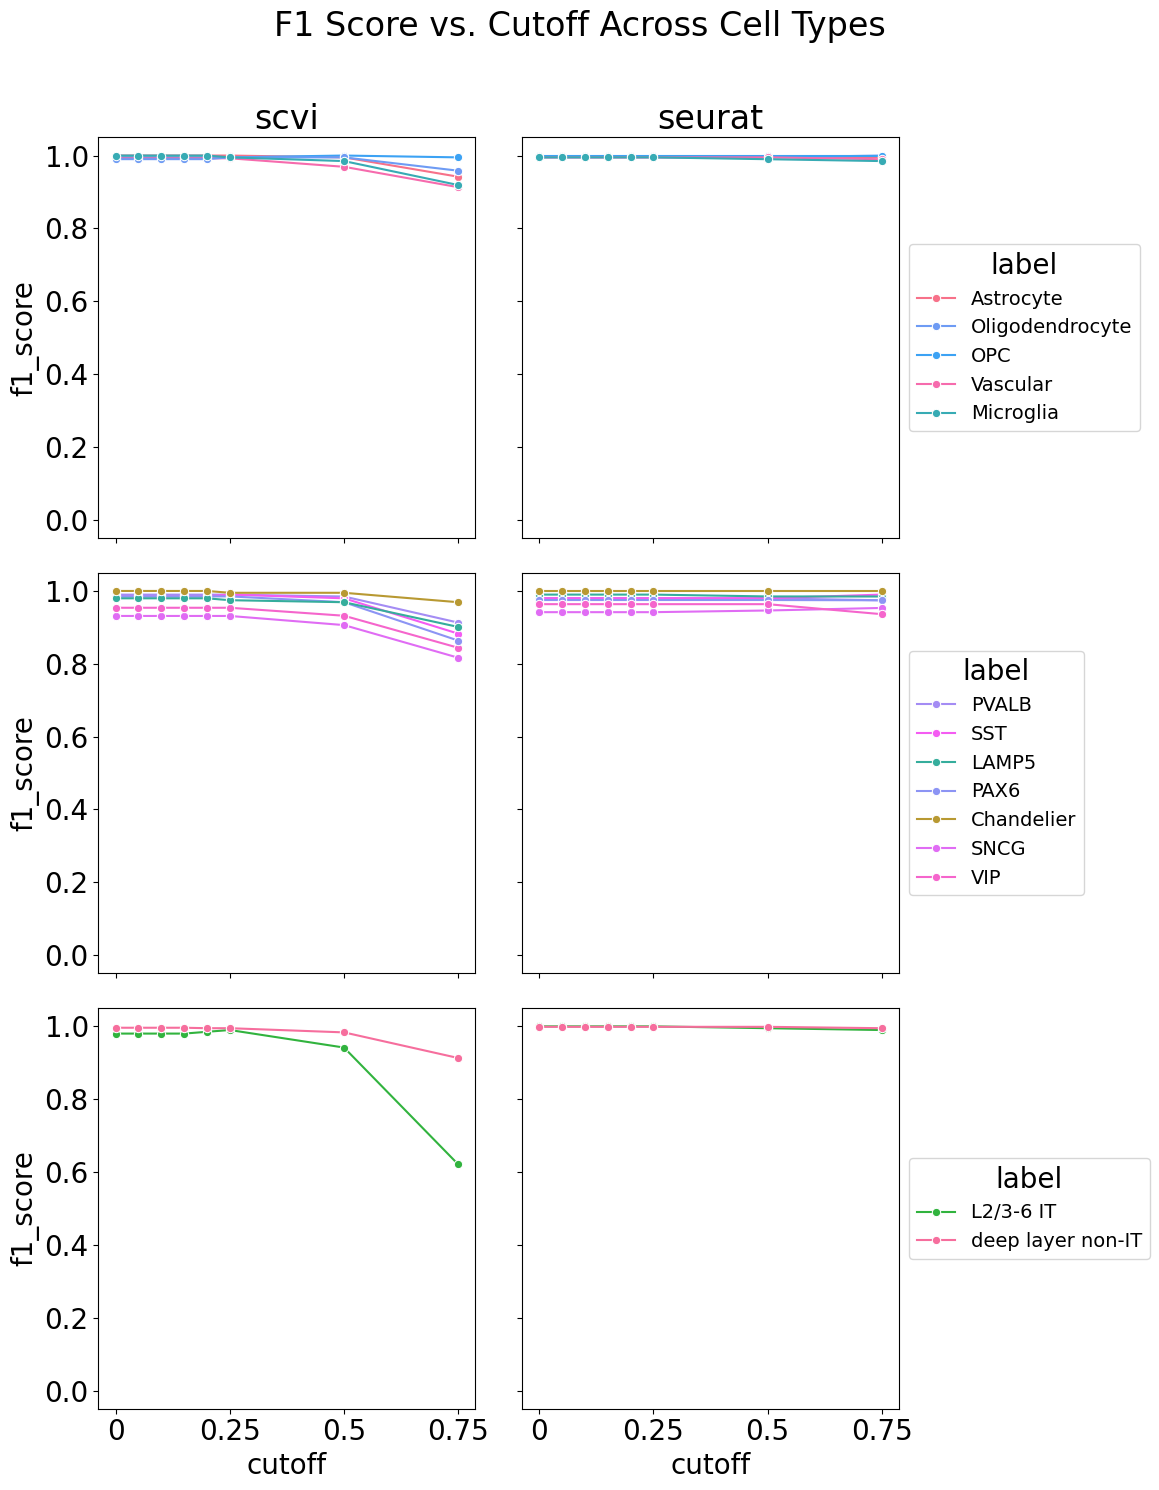 F1 Score vs. Cutoff Across Cell Types
scvi
seurat
1.0
0.8
0.6
0.4
0.2
0.0
f1_score
label
Astrocyte
Oligodendrocyte
OPC
Vascular
Microglia
1.0
0.8
0.6
0.4
0.2
0.0
f1_score
label
PVALB
SST
LAMP5
PAX6
Chandelier
SNCG
VIP
1.0
0.8
0.6
0.4
0.2
0.0
f1_score
label
L2/3-6 IT
deep layer non-IT
0 0.25 0.5 0.75
0 0.25 0.5 0.75
cutoff
cutoff